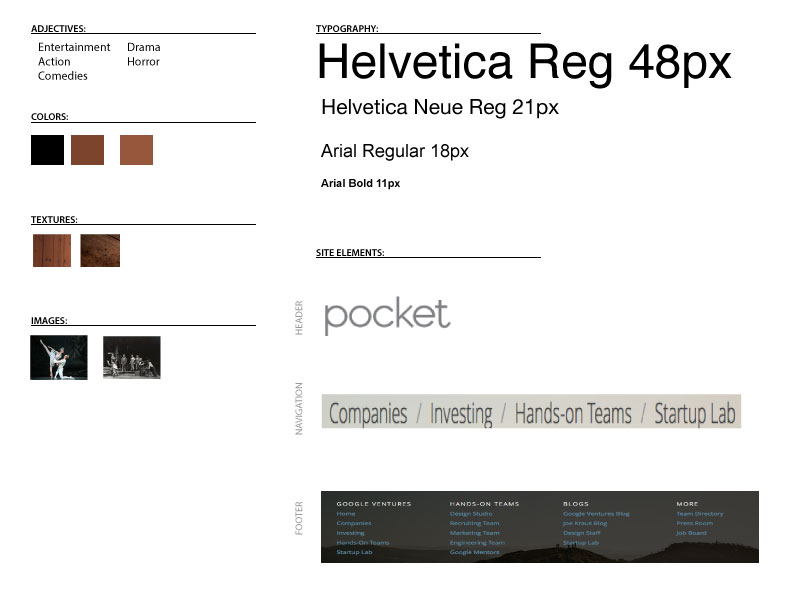 ADJECTIVES:
Entertainment Drama
Action Horror
Comedies
COLORS:
TEXTURES:
IMAGES:
TYPOGRAPHY:
Helvetica Reg 48px
Helvetica Neue Reg 21px
Arial Regular 18px
Arial Bold 11px
SITE ELEMENTS:
HEADER
pocket
NAVIGATION
Companies / Investing / Hands-on Teams / Startup Lab
FOOTER
GOOGLE VENTURES HANDS-ON TEAMS BLOGS MORE
Home Design Studio Google Ventures Blog Team Directory
Companies Recruiting Team Joe Kraus Blog Press Room
Investing Marketing Team Design Staff Job Board
Hands-On Teams Engineering Team Startup Lab
Startup Lab Google Mentors